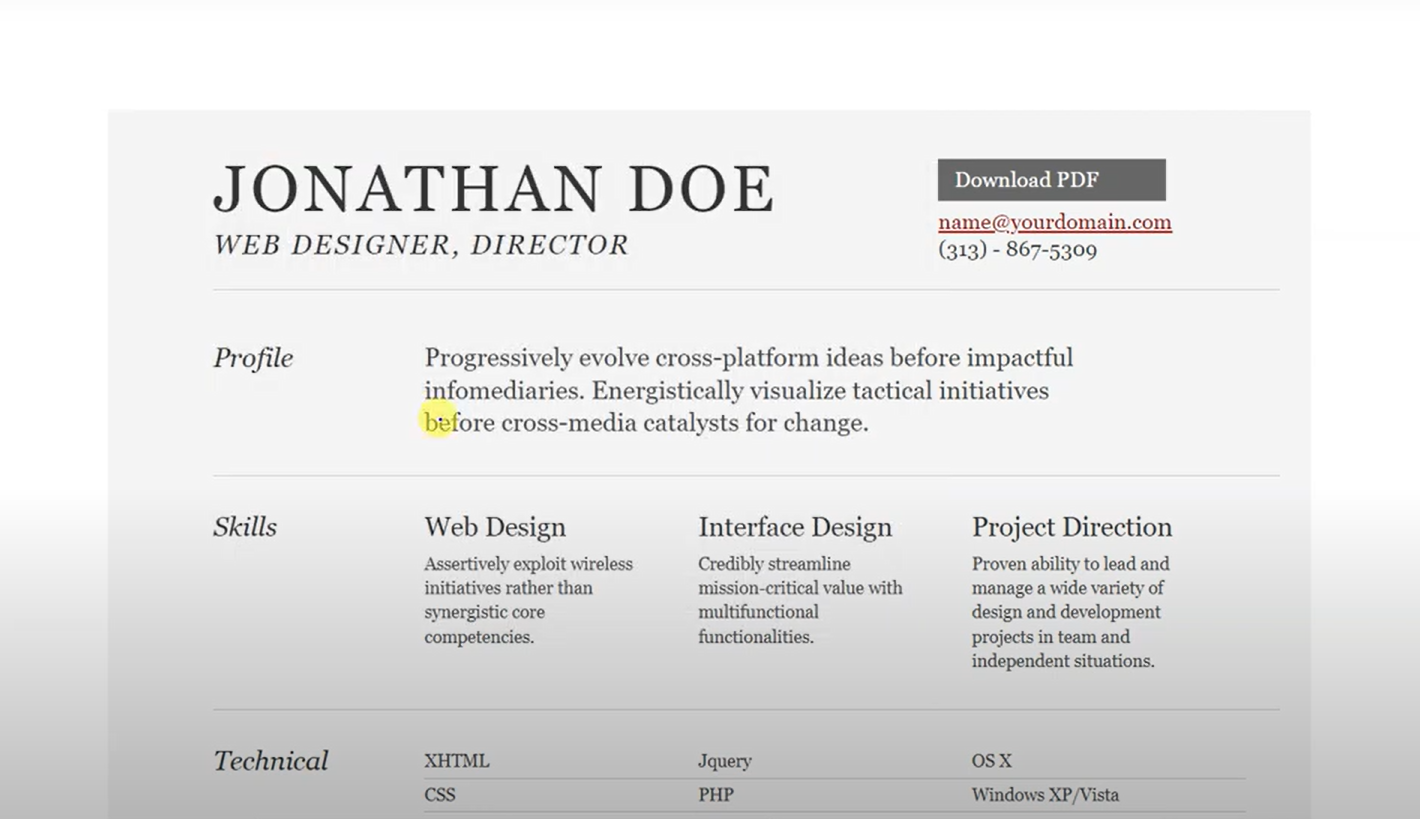 JONATHAN DOE
WEB DESIGNER, DIRECTOR
Download PDF
name@yourdomain.com
(313) - 867-5309
Profile
Progressively evolve cross-platform ideas before impactful
infomediaries. Energistically visualize tactical initiatives
before cross-media catalysts for change.
Skills
Web Design
Assertively exploit wireless
initiatives rather than
synergistic core
competencies.
Interface Design
Credibly streamline
mission-critical value with
multifunctional
functionalities.
Project Direction
Proven ability to lead and
manage a wide variety of
design and development
projects in team and
independent situations.
Technical
XHTML Jquery OS X
CSS PHP Windows XP/Vista